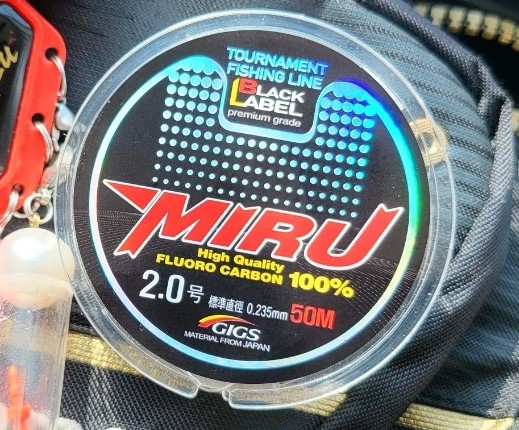 TOURNAMENT
FISHING LINE
BLACK
LABEL
premium grade
MIRU
High Quality
FLUORO CARBON 100%
2.0号 標準直徑 0.235mm 50M
GIGS
MATERIAL FROM JAPAN